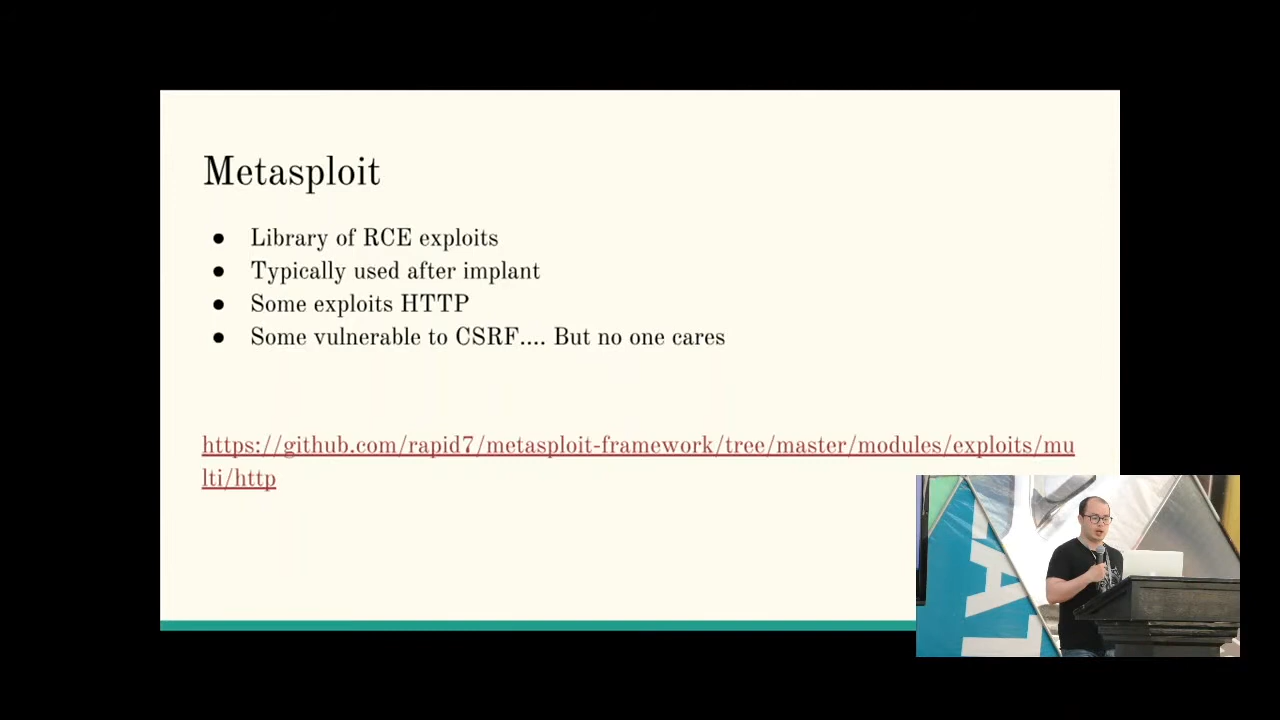 Metasploit
● Library of RCE exploits
● Typically used after implant
● Some exploits HTTP
● Some vulnerable to CSRF.... But no one cares
https://github.com/rapid7/metasploit-framework/tree/master/modules/exploits/mu
lti/http